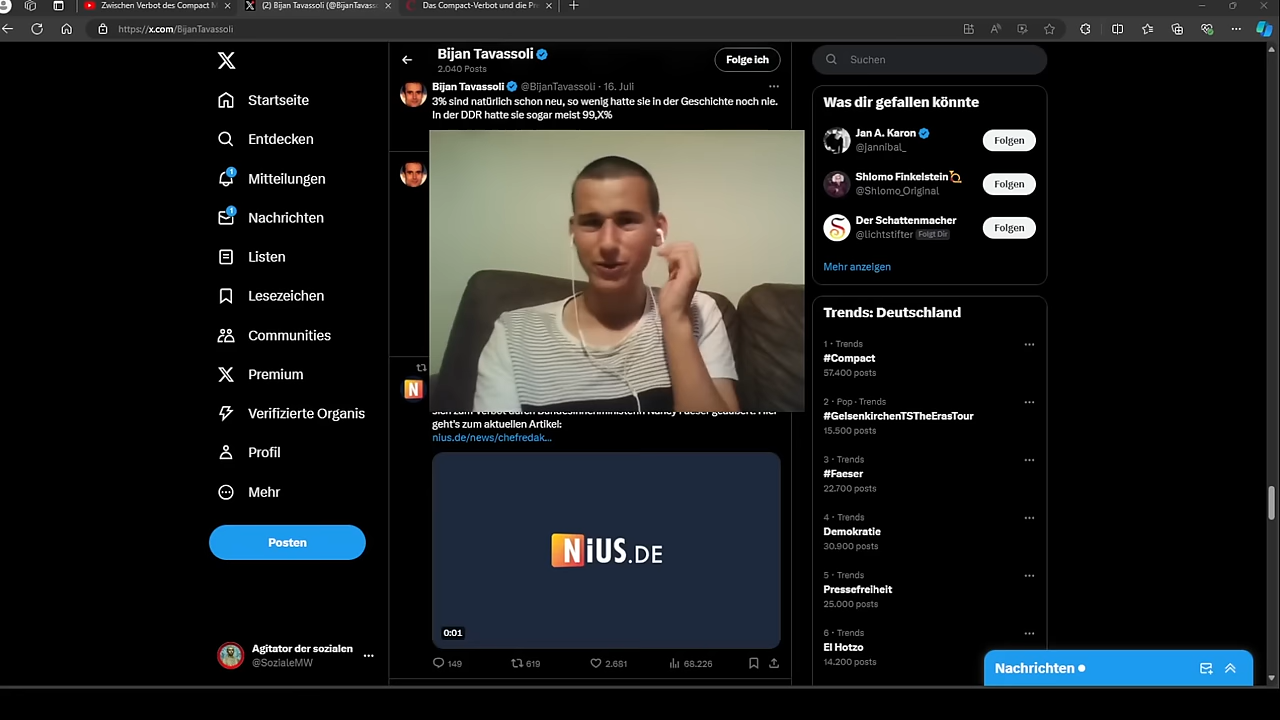 Zwischen Verbot des Compact M
(2) Bijan Tavassoli (@BijanTavass
Das Compact-Verbot und die Pr
https://x.com/BijanTavassoli
Startseite
Entdecken
1
Mitteilungen
1
Nachrichten
Listen
Lesezeichen
Communities
Premium
Verifizierte Organis
Profil
Mehr
Posten
Agitator der sozialen
@SozialeMW
Bijan Tavassoli
2.040 Posts
Folge ich
Bijan Tavassoli @BijanTavassoli · 16. Juli
3% sind natürlich schon neu, so wenig hatte sie in der Geschichte noch nie.
In der DDR hatte sie sogar meist 99,X%
sich zum Verbot durch Bundesinnenministerin Nancy Faeser geäußert. Hier
geht's zum aktuellen Artikel:
nius.de/news/chefredak...
NiUS.DE
0:01
149
619
2.681
68.226
Suchen
Was dir gefallen könnte
Jan A. Karon
@jannibal_
Folgen
Shlomo Finkelstein
@Shlomo_Original
Folgen
Der Schattenmacher
@lichtstifter Folgt Dir
Folgen
Mehr anzeigen
Trends: Deutschland
1 · Trends
#Compact
57.400 posts
2 · Pop · Trends
#GelsenkirchenTSTheErasTour
15.500 posts
3 · Trends
#Faeser
22.700 posts
4 · Trends
Demokratie
30.900 posts
5 · Trends
Pressefreiheit
25.000 posts
6 · Trends
El Hotzo
14.200 posts
Nachrichten